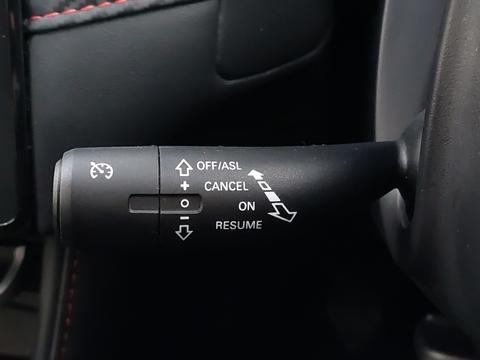 OFF/ASL
+ CANCEL
O ON
- RESUME